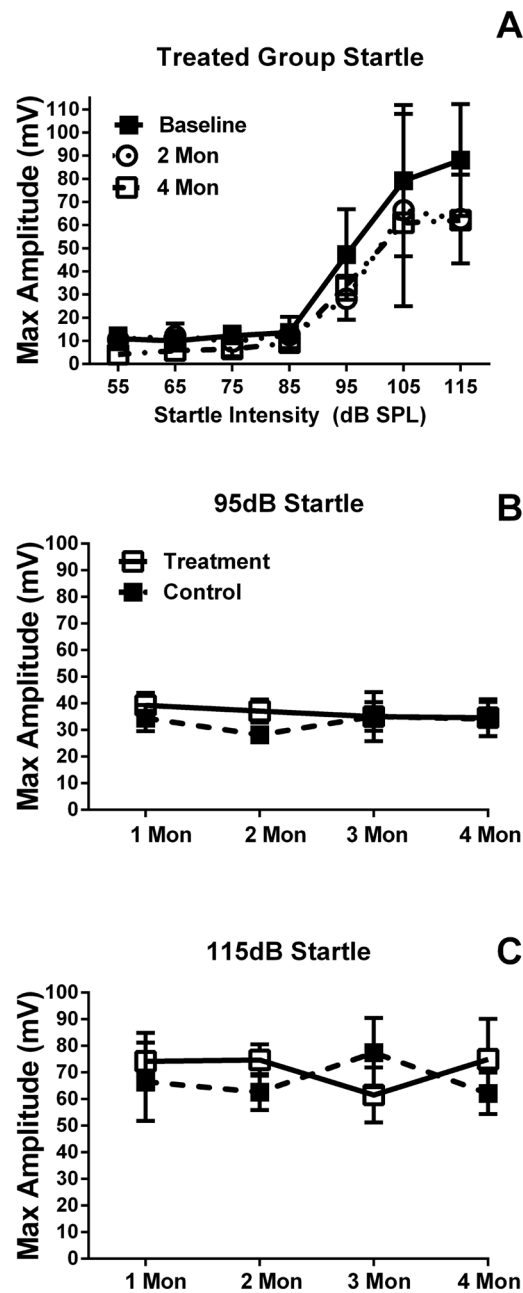 A
Treated Group Startle
Max Amplitude (mV)
110
100
90
80
70
60
50
40
30
20
10
0
Baseline
2 Mon
4 Mon
55 65 75 85 95 105 115
Startle Intensity (dB SPL)
B
95dB Startle
Max Amplitude (mV)
100
90
80
70
60
50
40
30
20
10
0
Treatment
Control
1 Mon 2 Mon 3 Mon 4 Mon
C
115dB Startle
Max Amplitude (mV)
100
90
80
70
60
50
40
30
20
10
0
1 Mon 2 Mon 3 Mon 4 Mon